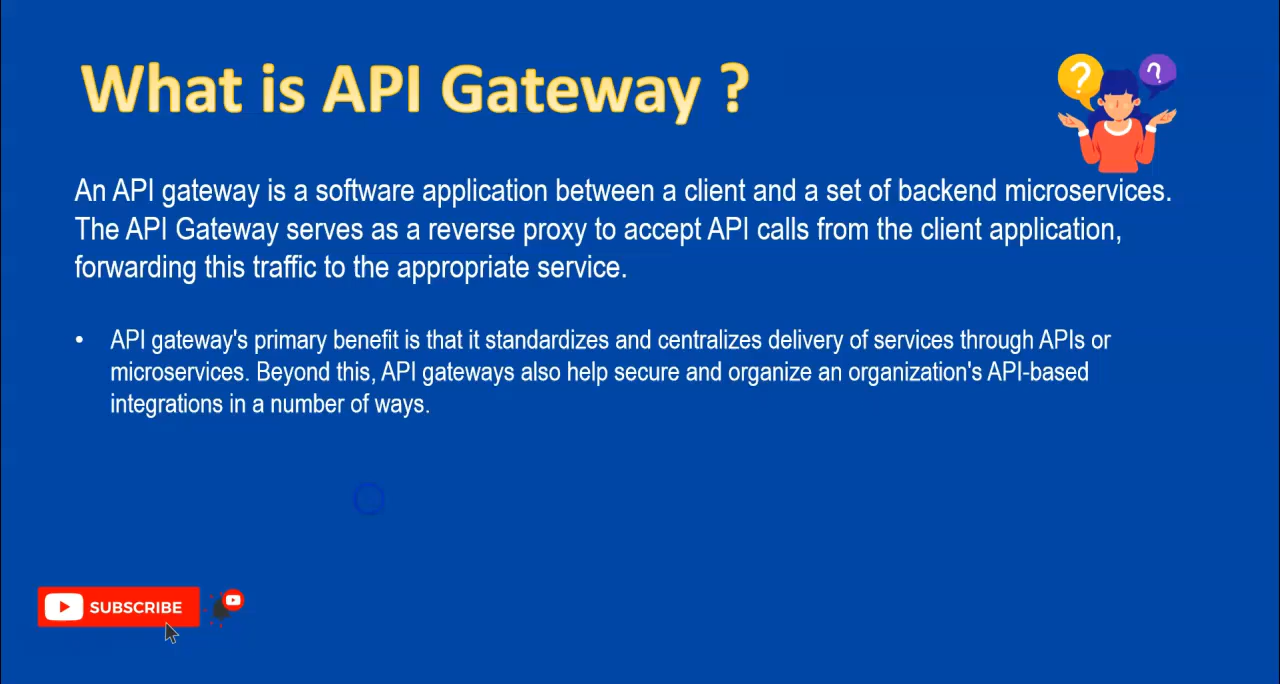 What is API Gateway ?
? ?
An API gateway is a software application between a client and a set of backend microservices.
The API Gateway serves as a reverse proxy to accept API calls from the client application,
forwarding this traffic to the appropriate service.
• API gateway's primary benefit is that it standardizes and centralizes delivery of services through APIs or
microservices. Beyond this, API gateways also help secure and organize an organization's API-based
integrations in a number of ways.
SUBSCRIBE